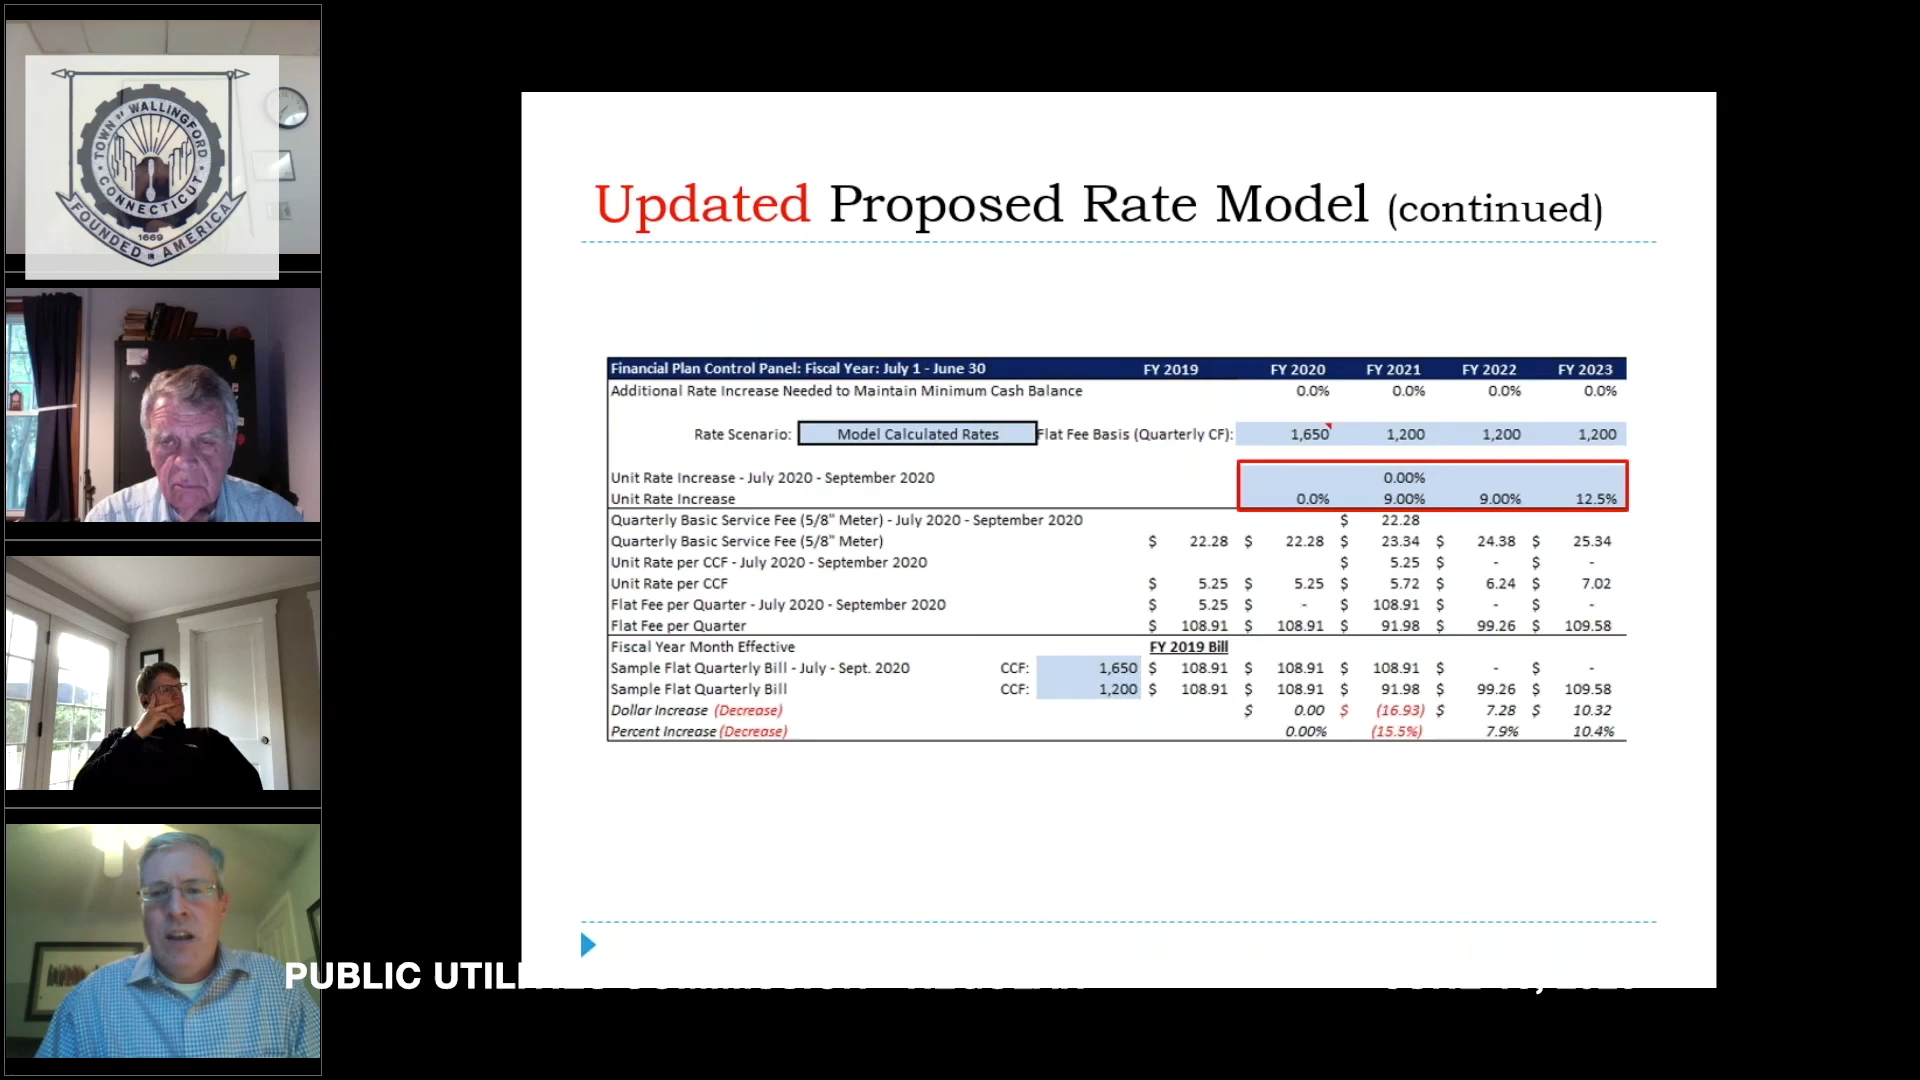 TOWN OF WALLINGFORD
CONNECTICUT
1669
FOUNDED IN AMERICA
Updated Proposed Rate Model (continued)
Financial Plan Control Panel: Fiscal Year: July 1 - June 30 FY 2019 FY 2020 FY 2021 FY 2022 FY 2023
Additional Rate Increase Needed to Maintain Minimum Cash Balance 0.0% 0.0% 0.0% 0.0%
Rate Scenario: Model Calculated Rates Flat Fee Basis (Quarterly CF): 1,650 1,200 1,200 1,200
Unit Rate Increase - July 2020 - September 2020 0.00%
Unit Rate Increase 0.0% 9.00% 9.00% 12.5%
Quarterly Basic Service Fee (5/8" Meter) - July 2020 - September 2020 $ 22.28
Quarterly Basic Service Fee (5/8" Meter) $ 22.28 $ 22.28 $ 23.34 $ 24.38 $ 25.34
Unit Rate per CCF - July 2020 - September 2020 $ 5.25 $ - $ -
Unit Rate per CCF $ 5.25 $ 5.25 $ 5.72 $ 6.24 $ 7.02
Flat Fee per Quarter - July 2020 - September 2020 $ 5.25 $ - $ 108.91 $ - $ -
Flat Fee per Quarter $ 108.91 $ 108.91 $ 91.98 $ 99.26 $ 109.58
Fiscal Year Month Effective FY 2019 Bill
Sample Flat Quarterly Bill - July - Sept. 2020 CCF: 1,650 $ 108.91 $ 108.91 $ 108.91 $ - $ -
Sample Flat Quarterly Bill CCF: 1,200 $ 108.91 $ 108.91 $ 91.98 $ 99.26 $ 109.58
Dollar Increase (Decrease) $ 0.00 $ (16.93) $ 7.28 $ 10.32
Percent Increase (Decrease) 0.00% (15.5%) 7.9% 10.4%
PUBLIC